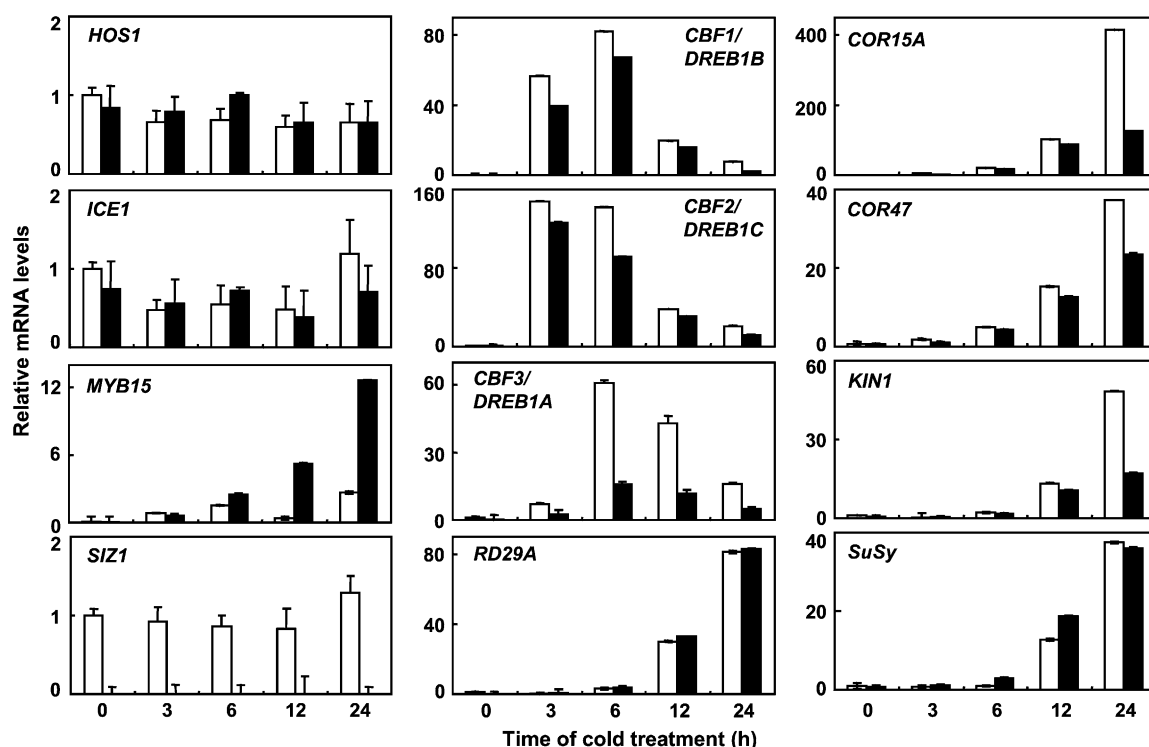 Relative mRNA levels
2
1
0
HOS1
2
1
0
ICE1
12
6
0
MYB15
2
1
0
SIZ1
0 3 6 12 24
80
40
0
CBF1/
DREB1B
160
80
0
CBF2/
DREB1C
60
30
0
CBF3/
DREB1A
80
40
0
RD29A
0 3 6 12 24
400
200
0
COR15A
40
20
0
COR47
60
30
0
KIN1
40
20
0
SuSy
0 3 6 12 24
Time of cold treatment (h)